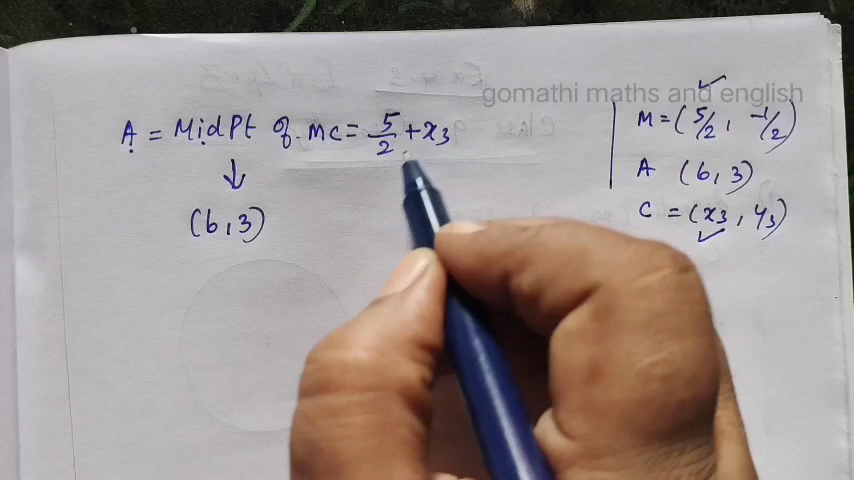 gomathi maths and english
A = MidPt of MC = 5/2 + x3
(6, 3)
M = (5/2, -1/2)
A (6, 3)
C = (x3, y3)